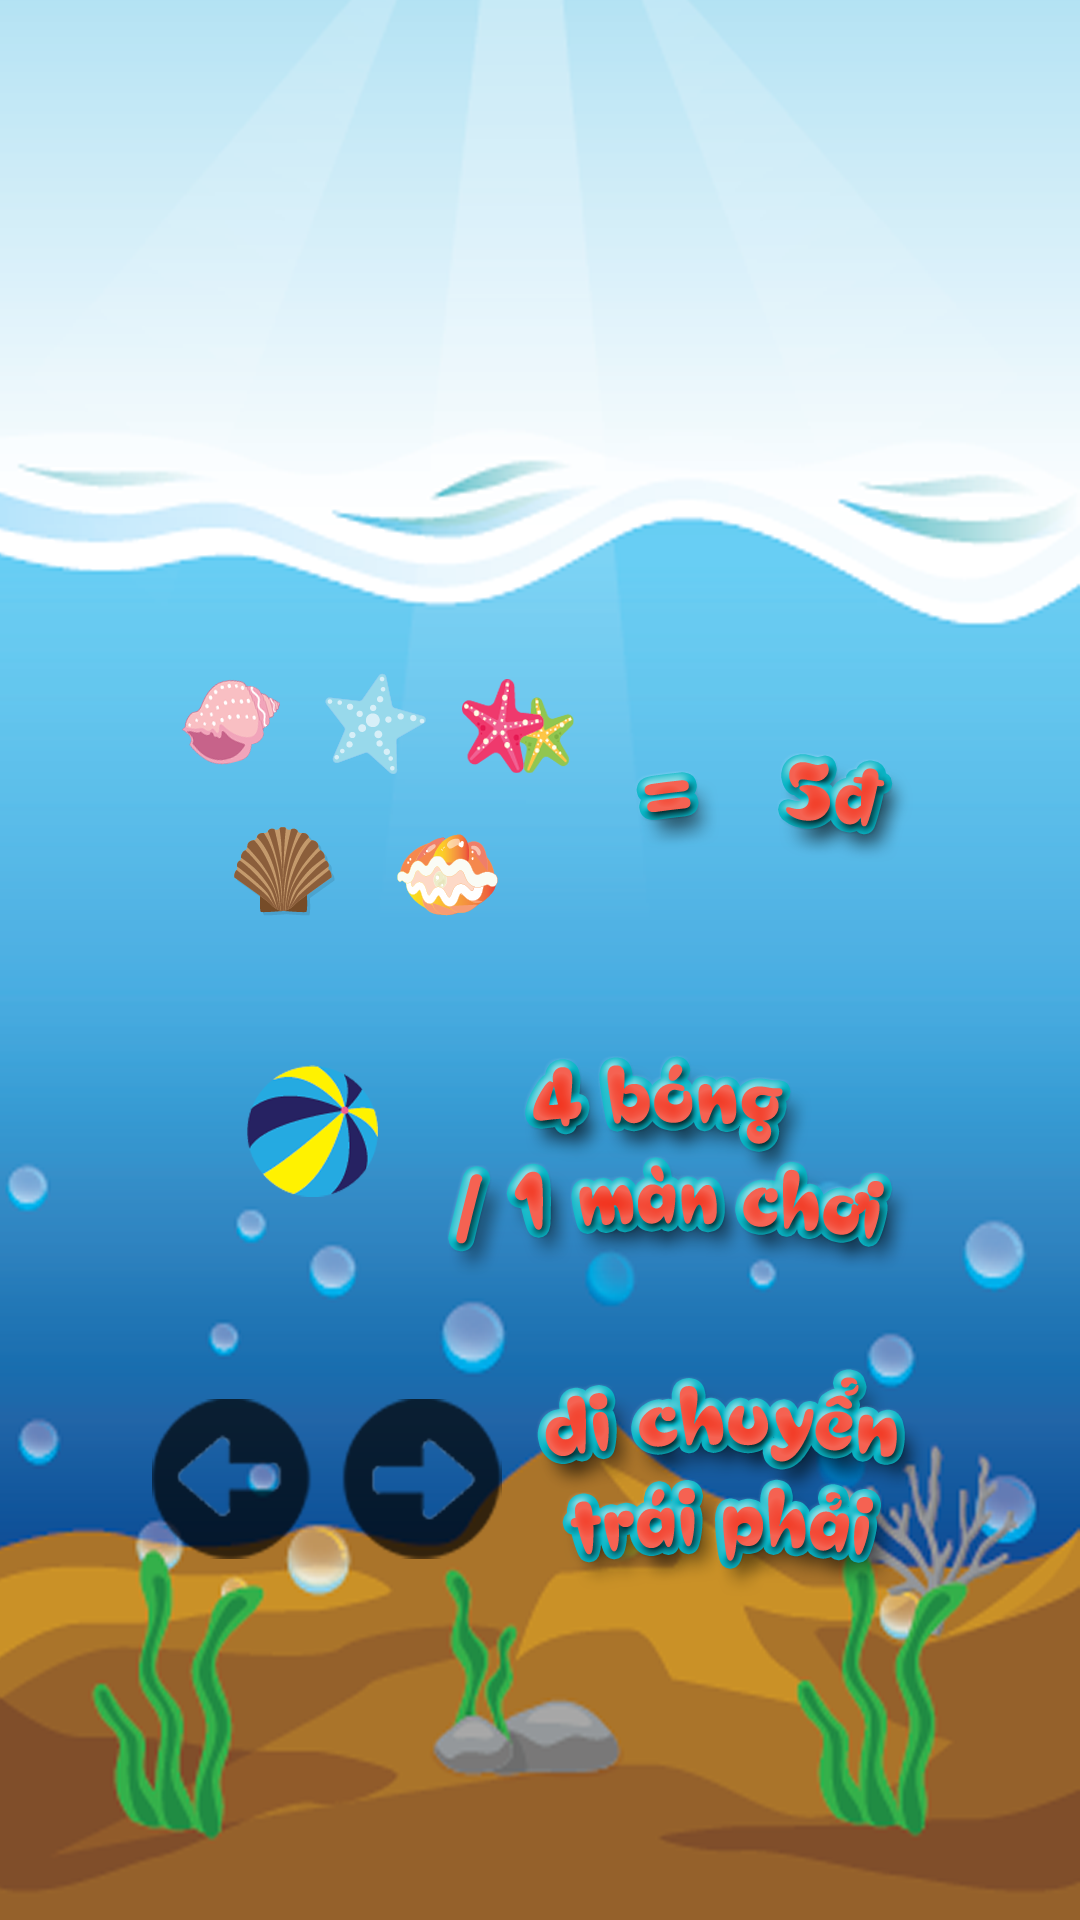 = 5đ
4 bóng
/ 1 màn chơi
di chuyển
trái phải